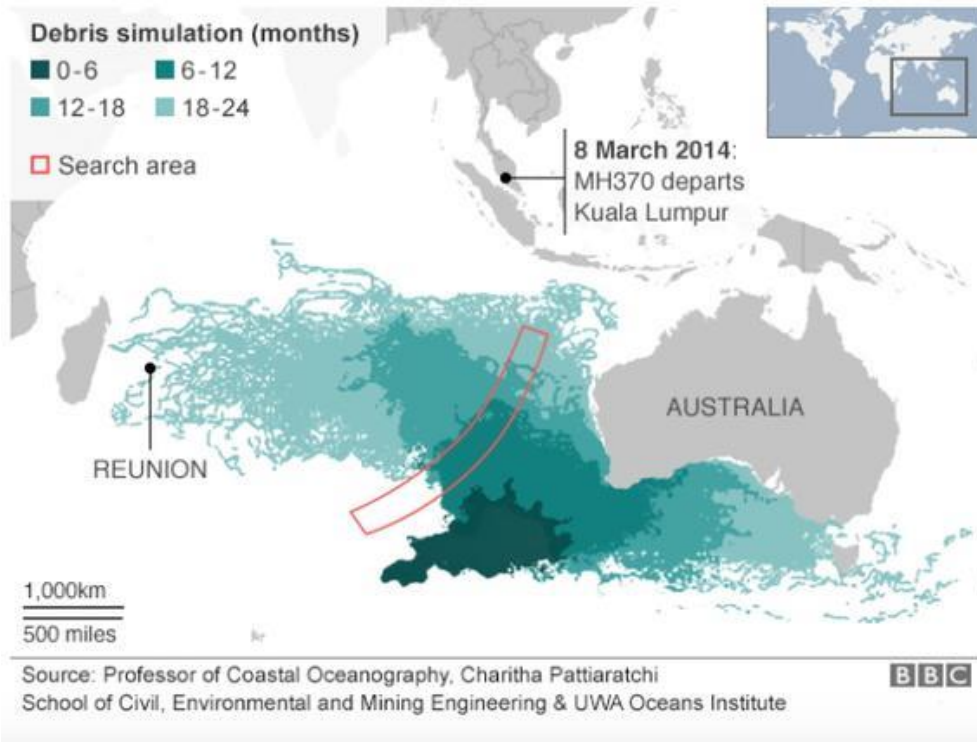 Debris simulation (months)
0-6
6-12
12-18
18-24
Search area
8 March 2014:
MH370 departs
Kuala Lumpur
AUSTRALIA
REUNION
1,000km
500 miles
Source: Professor of Coastal Oceanography, Charitha Pattiaratchi
School of Civil, Environmental and Mining Engineering & UWA Oceans Institute
BBC